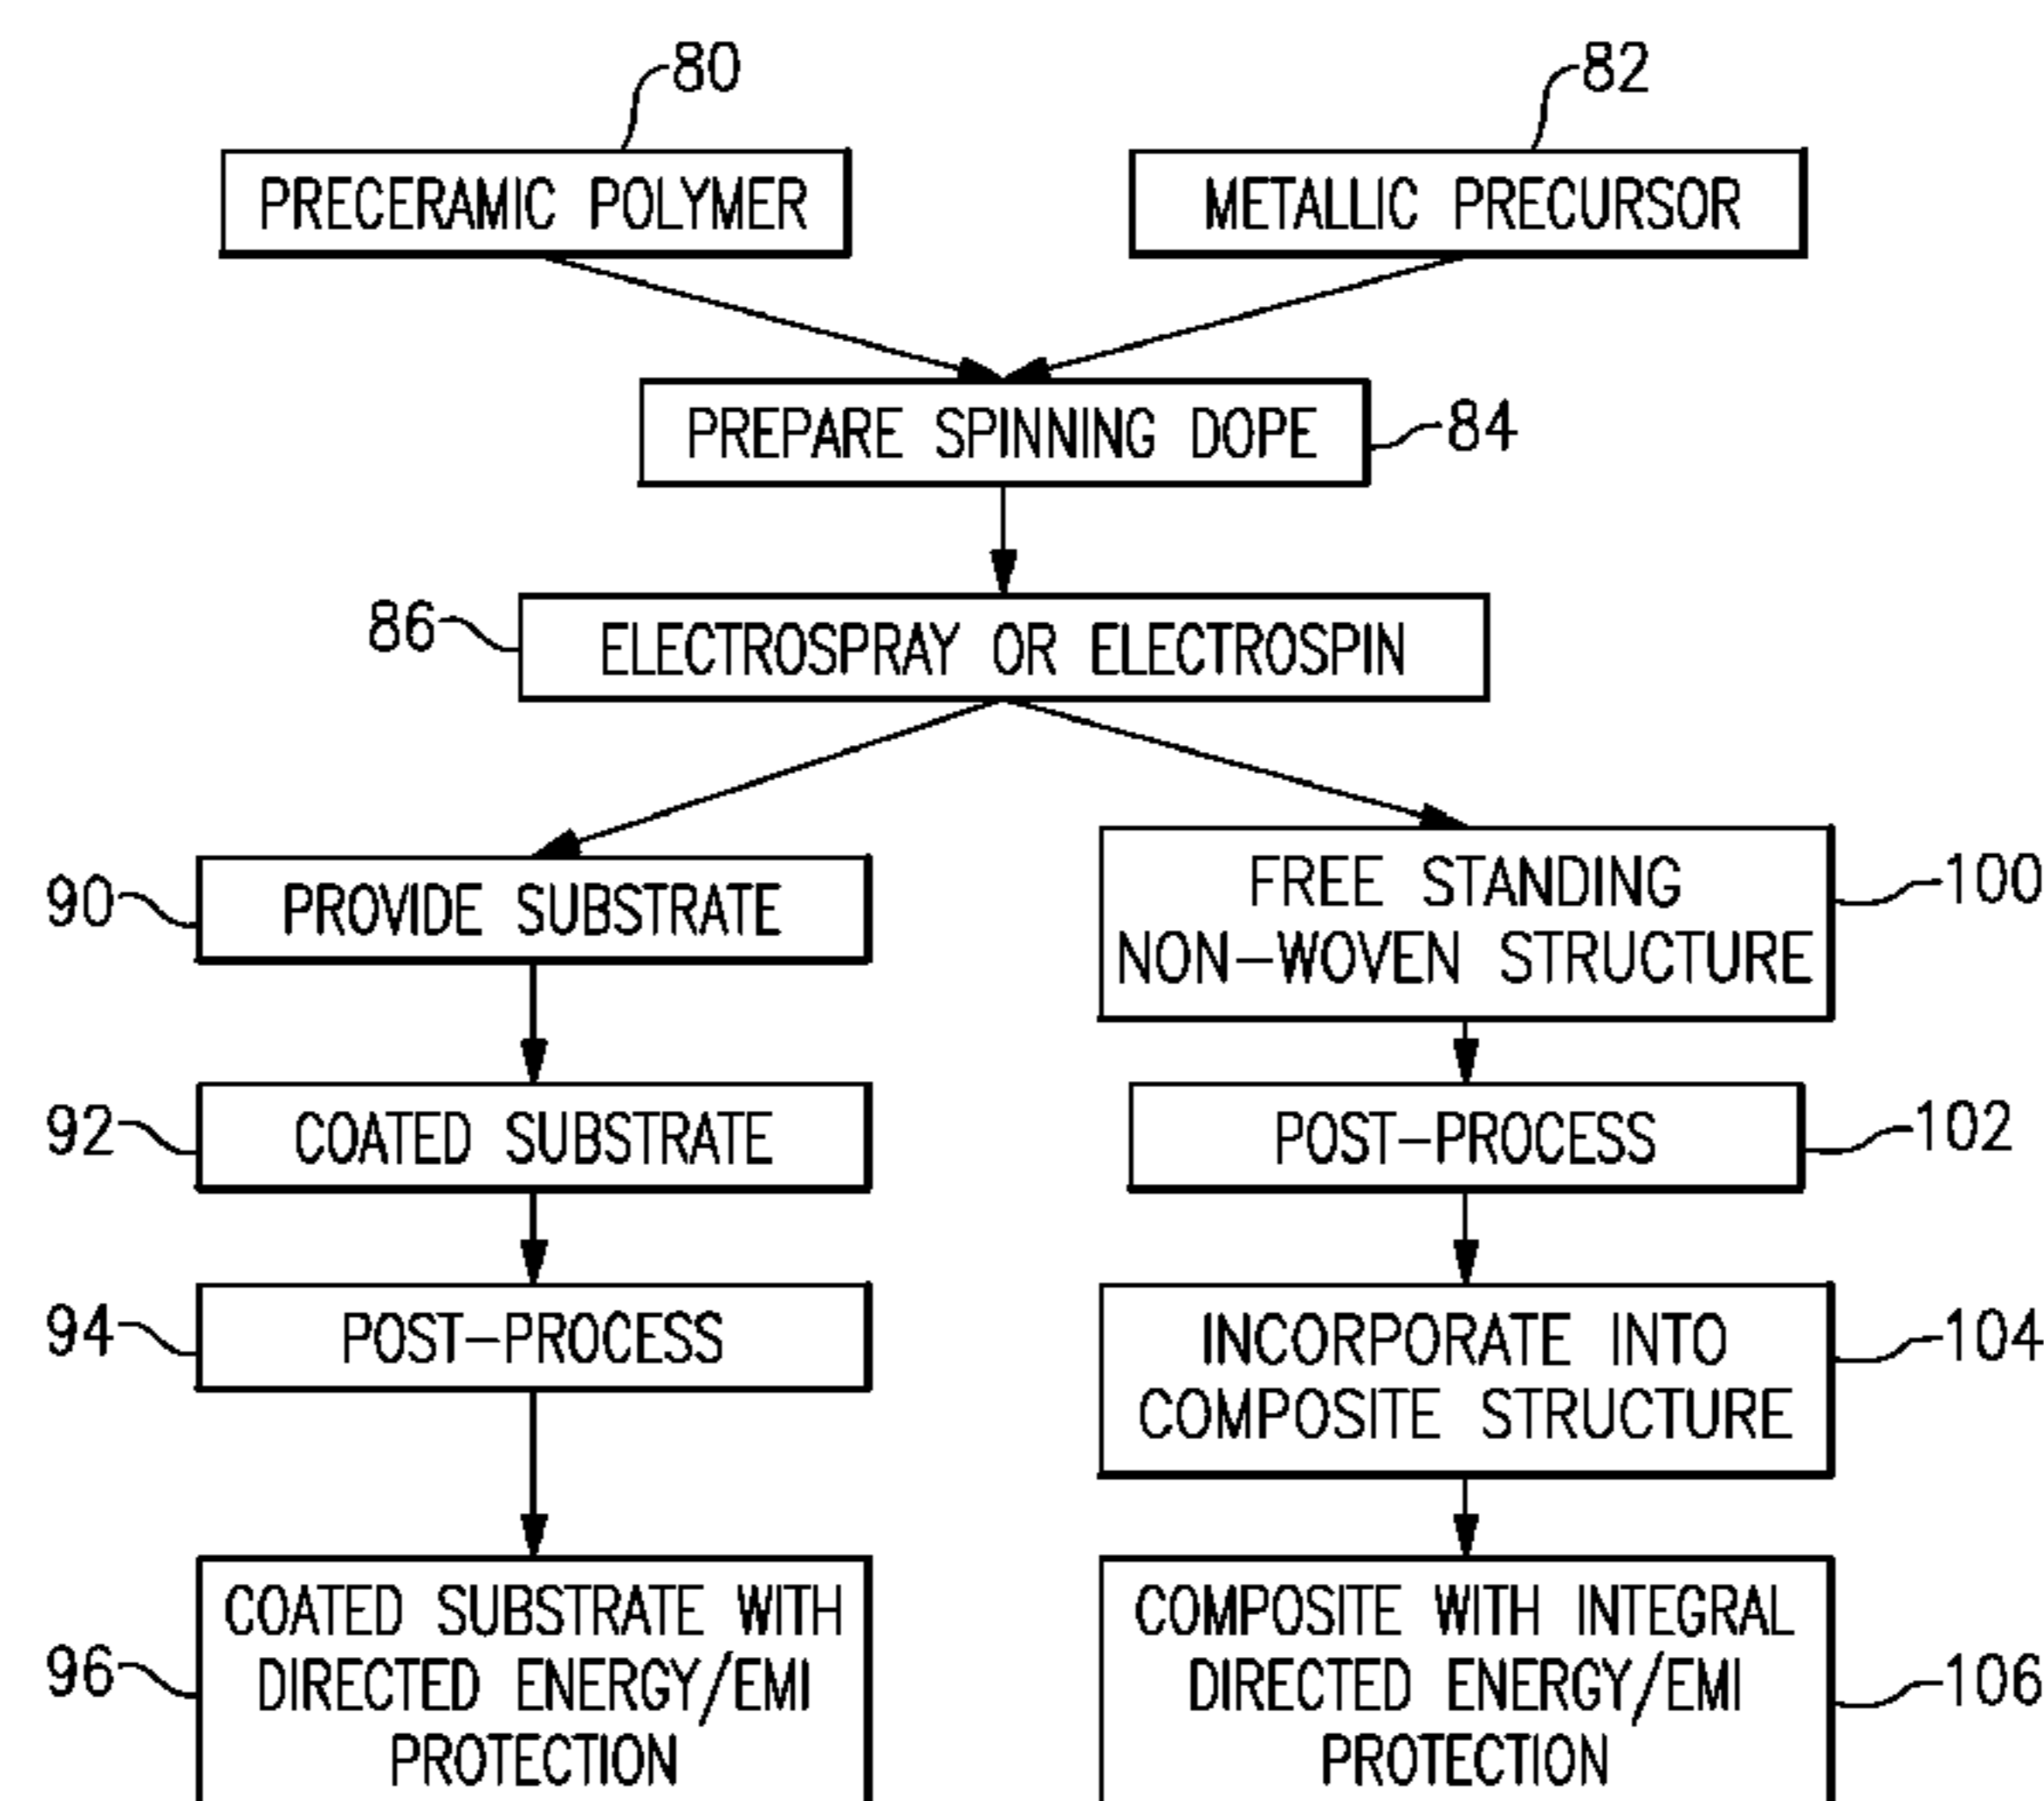 80
82
PRECERAMIC POLYMER
METALLIC PRECURSOR
PREPARE SPINNING DOPE
84
86
ELECTROSPRAY OR ELECTROSPIN
90
PROVIDE SUBSTRATE
FREE STANDING
NON-WOVEN STRUCTURE
100
92
COATED SUBSTRATE
POST-PROCESS
102
94
POST-PROCESS
INCORPORATE INTO
COMPOSITE STRUCTURE
104
96
COATED SUBSTRATE WITH
DIRECTED ENERGY/EMI
PROTECTION
COMPOSITE WITH INTEGRAL
DIRECTED ENERGY/EMI
PROTECTION
106